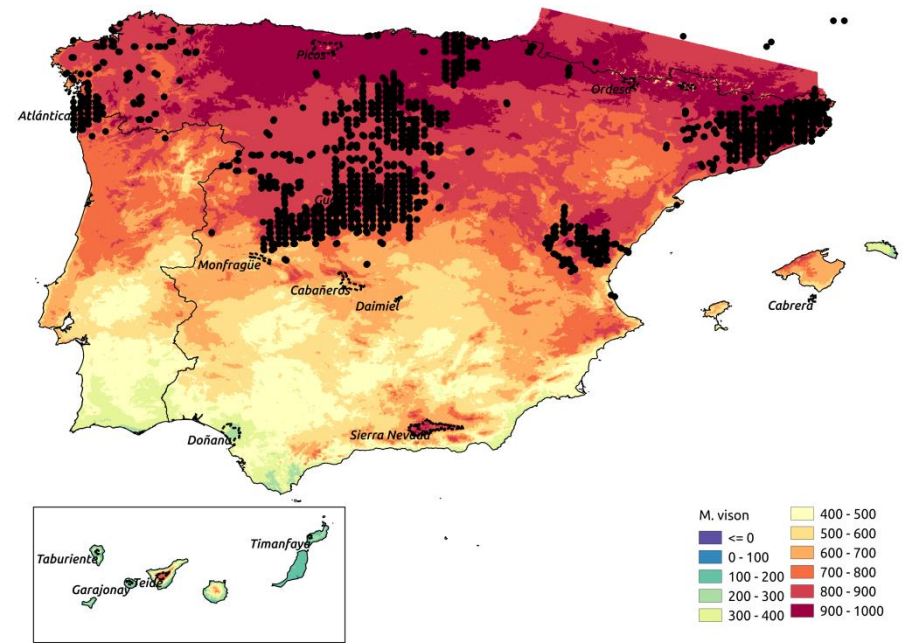 Picos
Ordesa
Atlántica
Gu
Monfragüe
Cabañeros
Daimiel
Cabrera
Doñana
Sierra Nevada
Taburiente
Timanfaya
Garajonay
Teide
M. vison
<= 0
0 - 100
100 - 200
200 - 300
300 - 400
400 - 500
500 - 600
600 - 700
700 - 800
800 - 900
900 - 1000